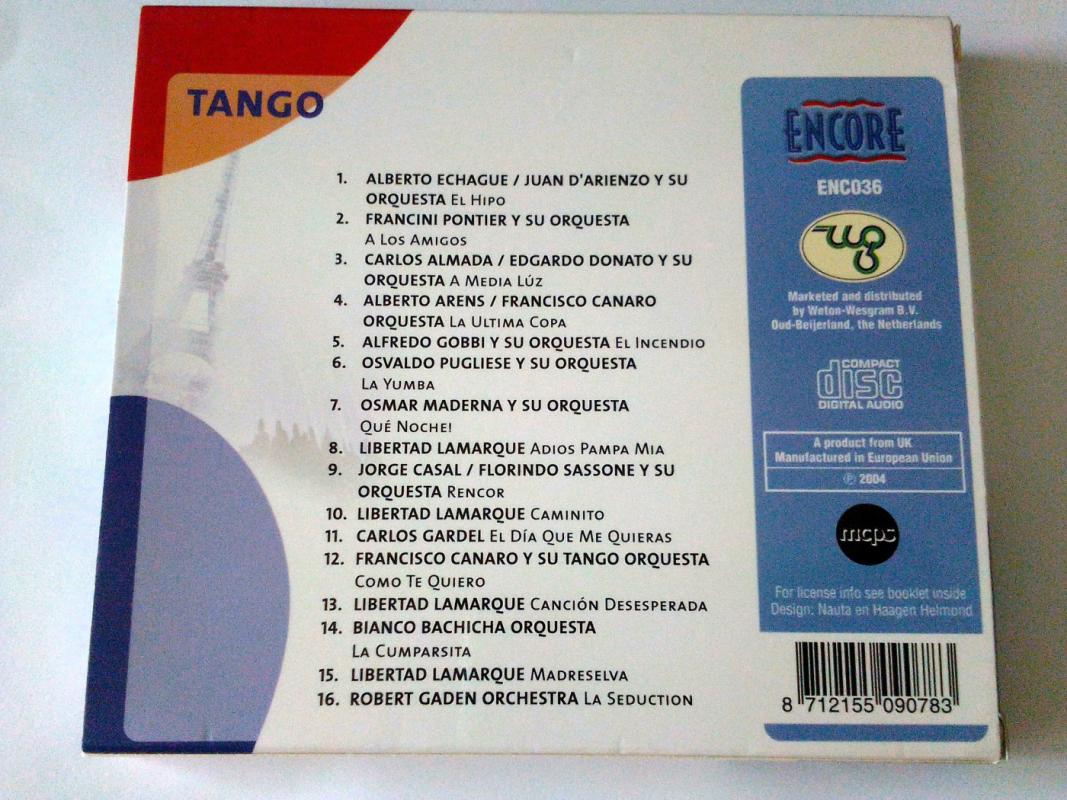 TANGO
1. ALBERTO ECHAGUE / JUAN D'ARIENZO Y SU
ORQUESTA EL HIPO
2. FRANCINI PONTIER Y SU ORQUESTA
A LOS AMIGOS
3. CARLOS ALMADA / EDGARDO DONATO Y SU
ORQUESTA A MEDIA LÚZ
4. ALBERTO ARENS / FRANCISCO CANARO
ORQUESTA LA ULTIMA COPA
5. ALFREDO GOBBI Y SU ORQUESTA EL INCENDIO
6. OSVALDO PUGLIESE Y SU ORQUESTA
LA YUMBA
7. OSMAR MADERNA Y SU ORQUESTA
QUÉ NOCHE!
8. LIBERTAD LAMARQUE ADIOS PAMPA MIA
9. JORGE CASAL / FLORINDO SASSONE Y SU
ORQUESTA RENCOR
10. LIBERTAD LAMARQUE CAMINITO
11. CARLOS GARDEL EL DÍA QUE ME QUIERAS
12. FRANCISCO CANARO Y SU TANGO ORQUESTA
COMO TE QUIERO
13. LIBERTAD LAMARQUE CANCIÓN DESESPERADA
14. BIANCO BACHICHA ORQUESTA
LA CUMPARSITA
15. LIBERTAD LAMARQUE MADRESELVA
16. ROBERT GADEN ORCHESTRA LA SEDUCTION
ENCORE
ENC036
wg
Marketed and distributed
by Weton-Wesgram B.V.
Oud-Beijerland, the Netherlands
COMPACT
disc
DIGITAL AUDIO
A product from UK
Manufactured in European Union
℗ 2004
mcps
For license info see booklet inside
Design: Nauta en Haagen Helmond
8 712155 090783